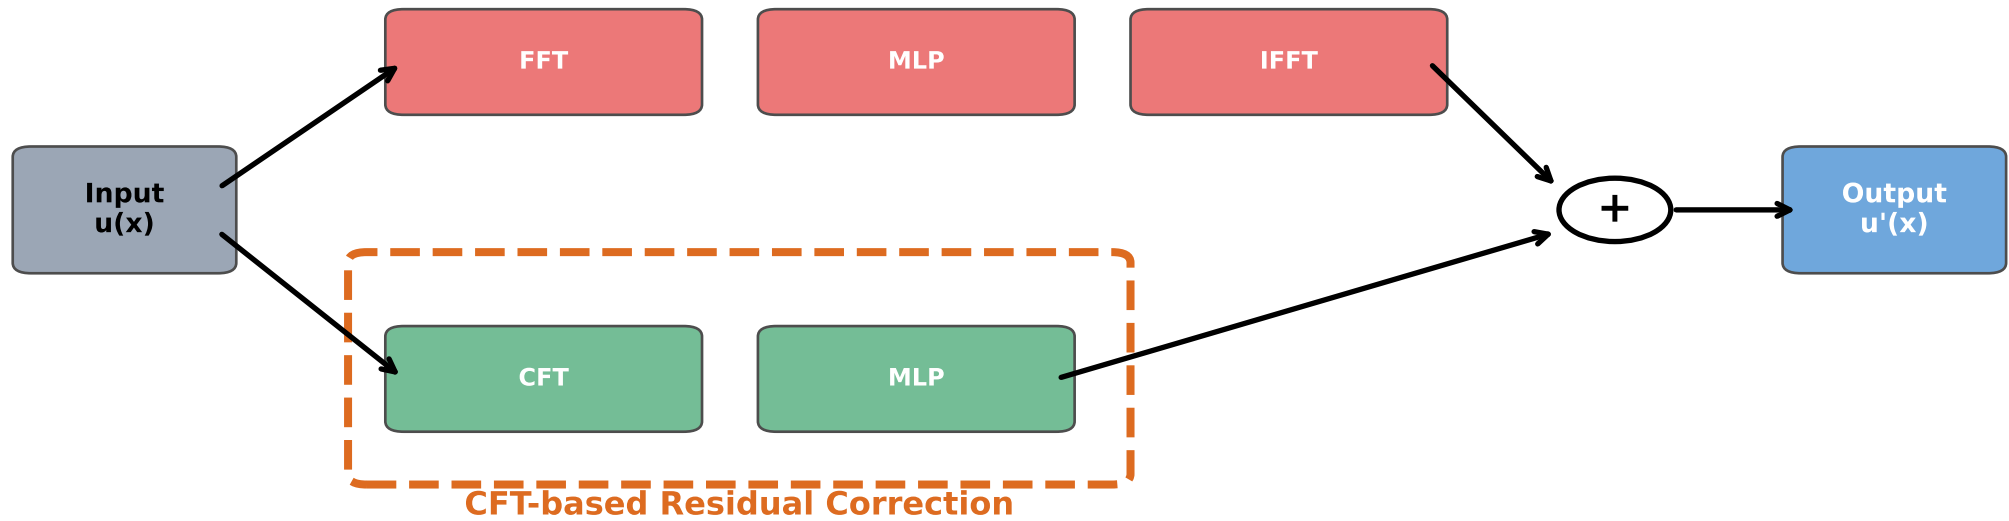 FFT
MLP
IFFT
Input
u(x)
+
Output
u'(x)
CFT
MLP
CFT-based Residual Correction